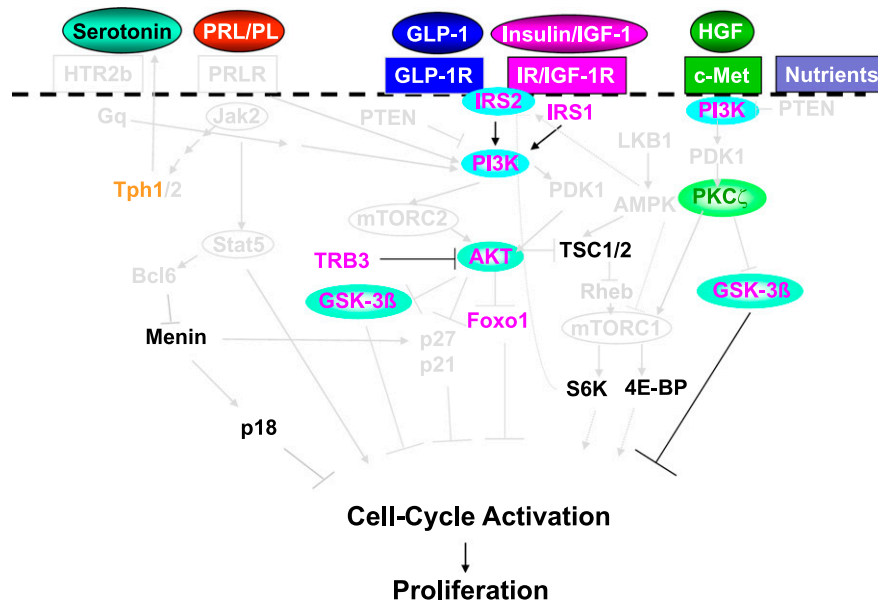 Serotonin PRL/PL GLP-1 Insulin/IGF-1 HGF
HTR2b PRLR GLP-1R IR/IGF-1R c-Met Nutrients
IRS2
Gq Jak2 PTEN IRS1 PI3K PTEN
LKB1
PI3K PDK1
Tph1/2 PDK1 AMPK PKCζ
mTORC2
Stat5 TRB3 AKT TSC1/2
Bcl6 GSK-3ß Rheb GSK-3ß
Menin p27 Foxo1 mTORC1
p21
S6K 4E-BP
p18
Cell-Cycle Activation
Proliferation